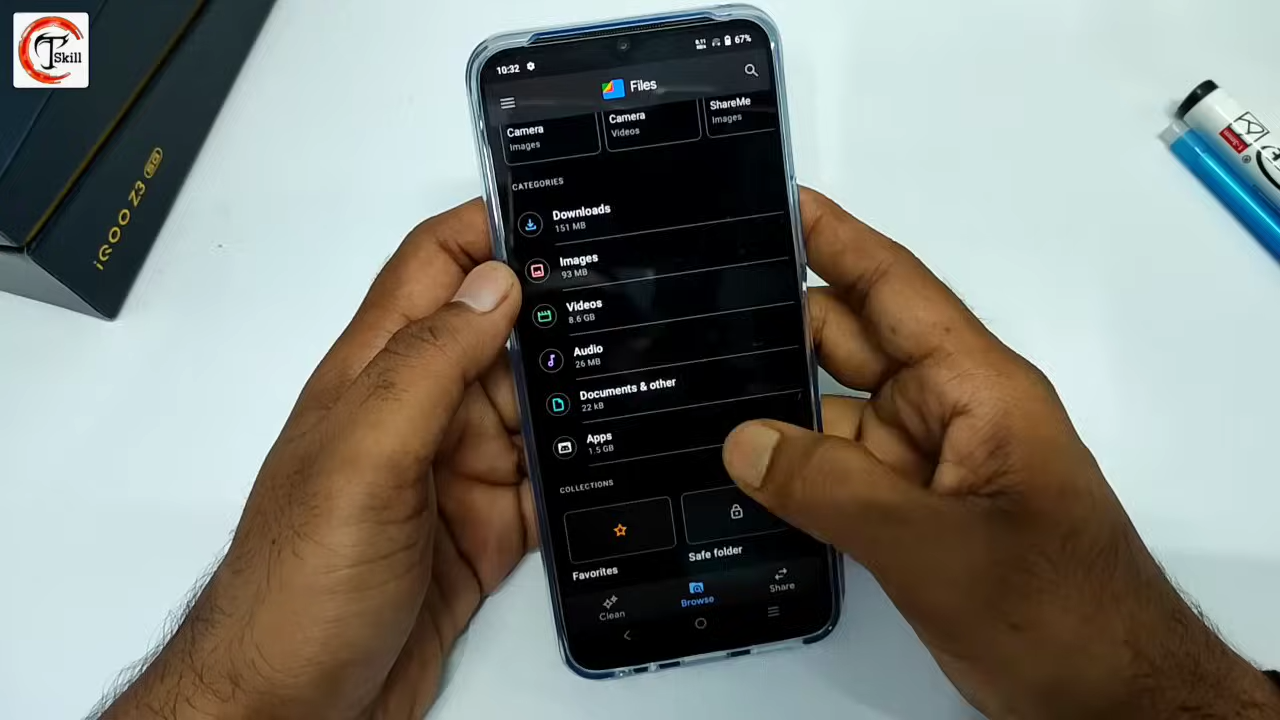 TSkill
10:32
67%
Files
Camera
Images
Camera
Videos
ShareMe
Images
CATEGORIES
Downloads
151 MB
Images
93 MB
Videos
8.6 GB
Audio
26 MB
Documents & other
22 kB
Apps
1.5 GB
COLLECTIONS
Favorites
Safe folder
Clean
Browse
Share
iQOO Z3 5G